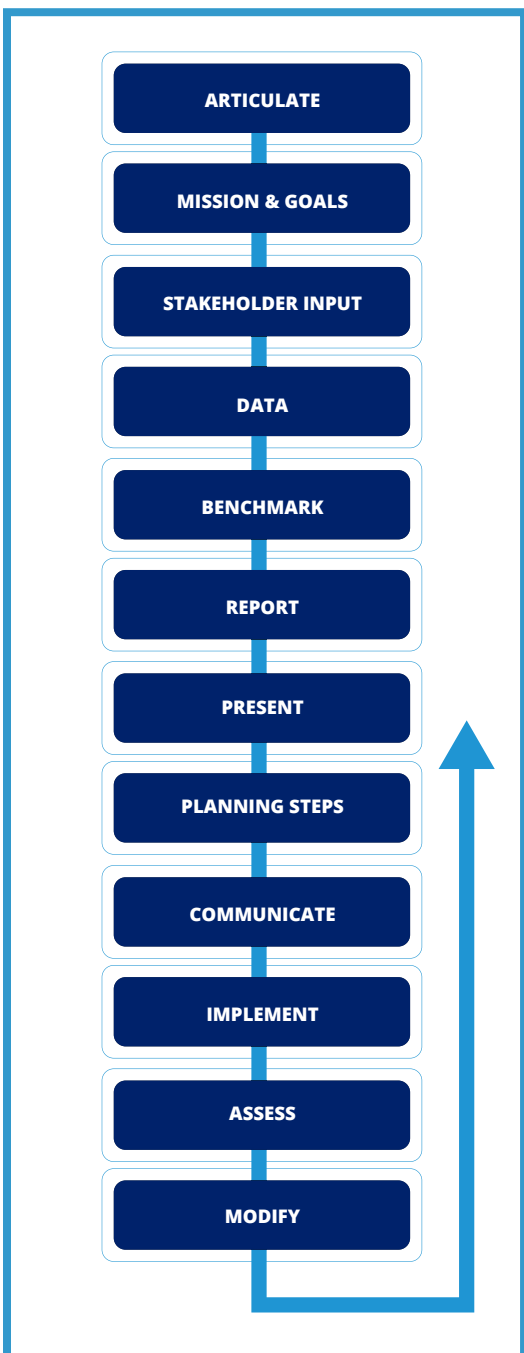 ARTICULATE
MISSION & GOALS
STAKEHOLDER INPUT
DATA
BENCHMARK
REPORT
PRESENT
PLANNING STEPS
COMMUNICATE
IMPLEMENT
ASSESS
MODIFY